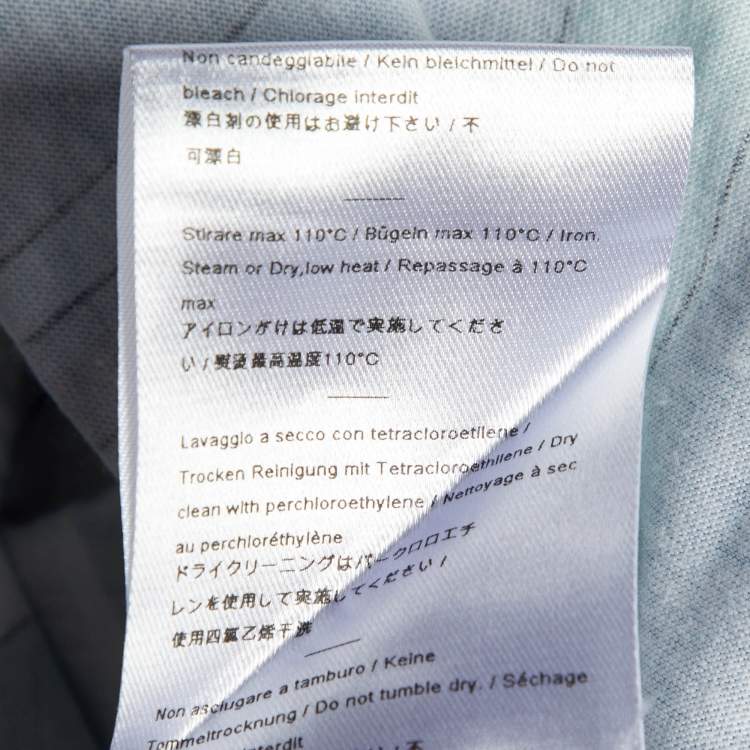 Non candeggiabile / Kein bleichmittel / Do not
bleach / Chlorage interdit
漂白剤の使用はお避け下さい / 不
可漂白
Stirare max 110°C / Bügeln max 110°C / Iron,
Steam or Dry,low heat / Repassage à 110°C
max
アイロンがけは低温で実施してくださ
い / 熨燙最高温度110°C
Lavaggio a secco con tetracloroetilene /
Trocken Reinigung mit Tetracloroethilene / Dry
clean with perchloroethylene / Nettoyage à sec
au perchloréthylène
ドライクリーニングはパークロロエチ
レンを使用して実施してください /
使用四氯乙烯干洗
Non asciugare a tamburo / Keine
Tommeltrocknung / Do not tumble dry. / Séchage
interdit / 不